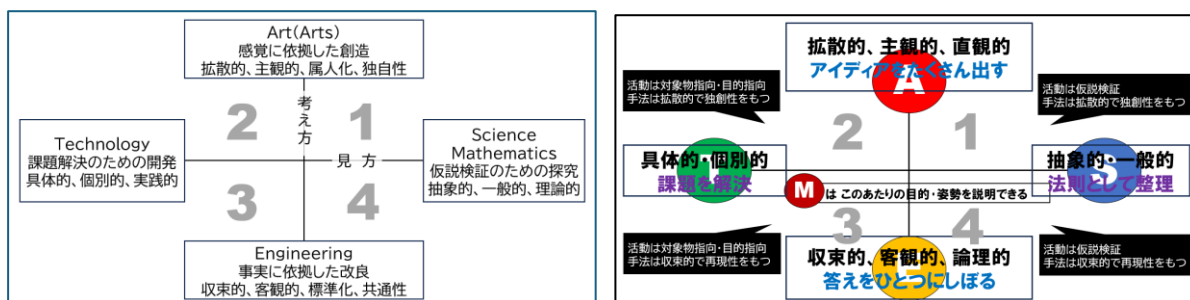 Art(Arts)
感覚に依拠した創造
拡散的、主観的、属人化、独自性
2
考え方
1
Technology
課題解決のための開発
具体的、個別的、実践的
見方
Science
Mathematics
仮説検証のための探究
抽象的、一般的、理論的
3
4
Engineering
事実に依拠した改良
収束的、客観的、標準化、共通性
拡散的、主観的、直観的
アイディアをたくさん出す
A
活動は対象物指向・目的指向
手法は拡散的で独創性をもつ
活動は仮説検証
手法は拡散的で独創性をもつ
2
1
具体的・個別的
課題を解決
T
抽象的・一般的
法則として整理
S
M は このあたりの目的・姿勢を説明できる
3
4
活動は対象物指向・目的指向
手法は収束的で再現性をもつ
収束的、客観的、論理的
答えをひとつにしぼる
E
活動は仮説検証
手法は収束的で再現性をもつ